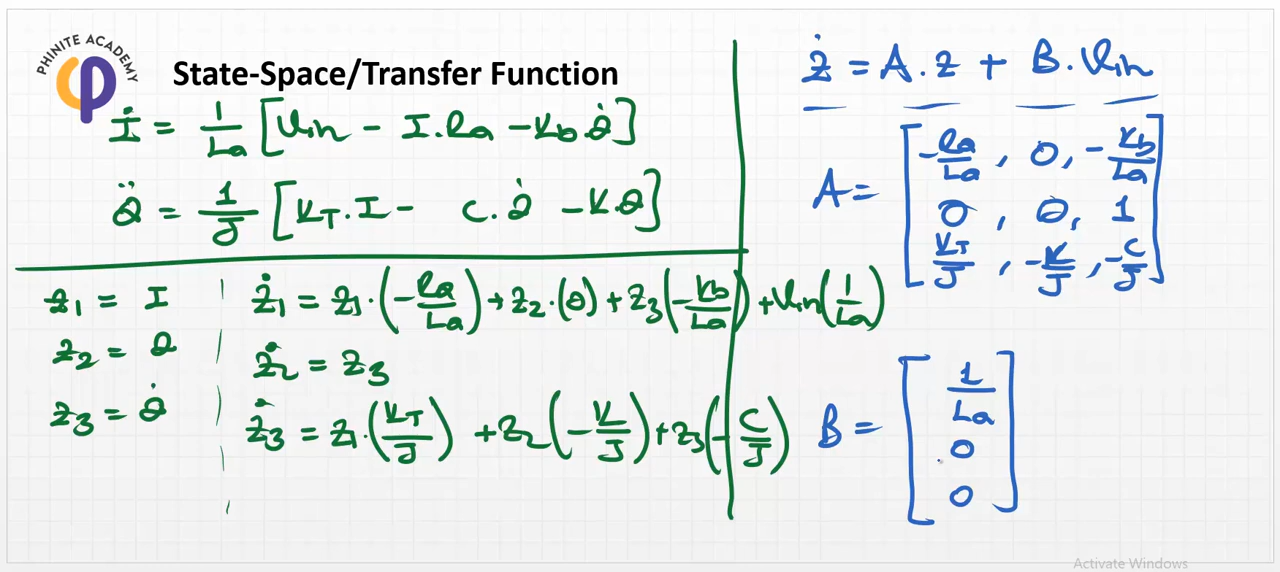 PHINITE ACADEMY
State-Space/Transfer Function
İ = 1/La [Vin - I.Ra - Kb θ̇]
θ̈ = 1/J [KT.I - C.θ̇ - K.θ]
z1 = I
z2 = θ
z3 = θ̇
ż1 = z1.(-Ra/La) + z2.(0) + z3(-Kb/La) + Vin(1/La)
ż2 = z3
ż3 = z1.(KT/J) + z2(-K/J) + z3(-C/J)
ż = A.z + B.Vin
A = [-Ra/La, 0, -Kb/La
0, 0, 1
KT/J, -K/J, -C/J]
B = [1/La
0
0]
Activate Windows